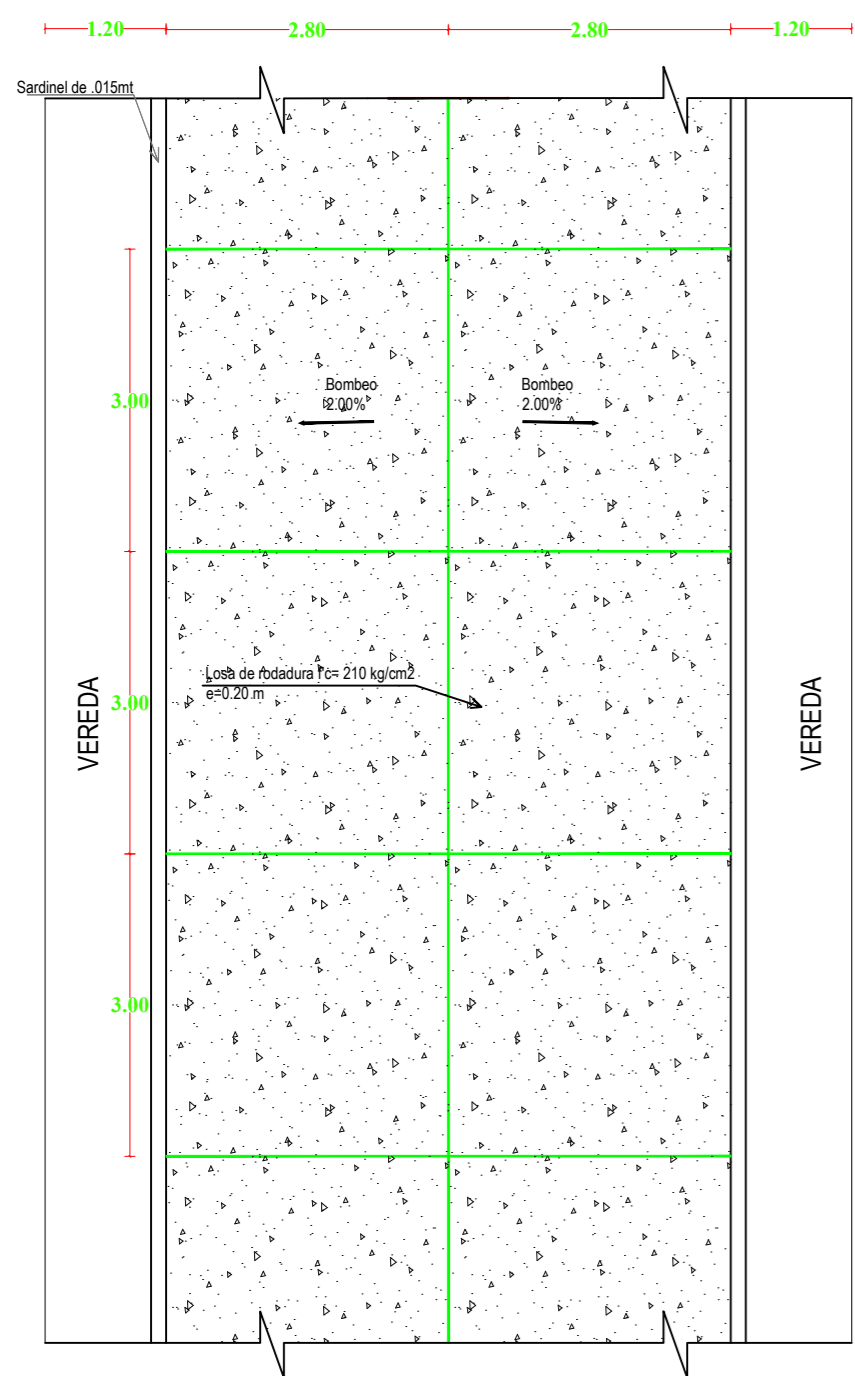 1.20 2.80 2.80 1.20
Sardinel de .015mt
Bombeo
2.00%
Bombeo
2.00%
3.00
Losa de rodadura f'c= 210 kg/cm2
e=0.20 m
VEREDA
3.00
VEREDA
3.00